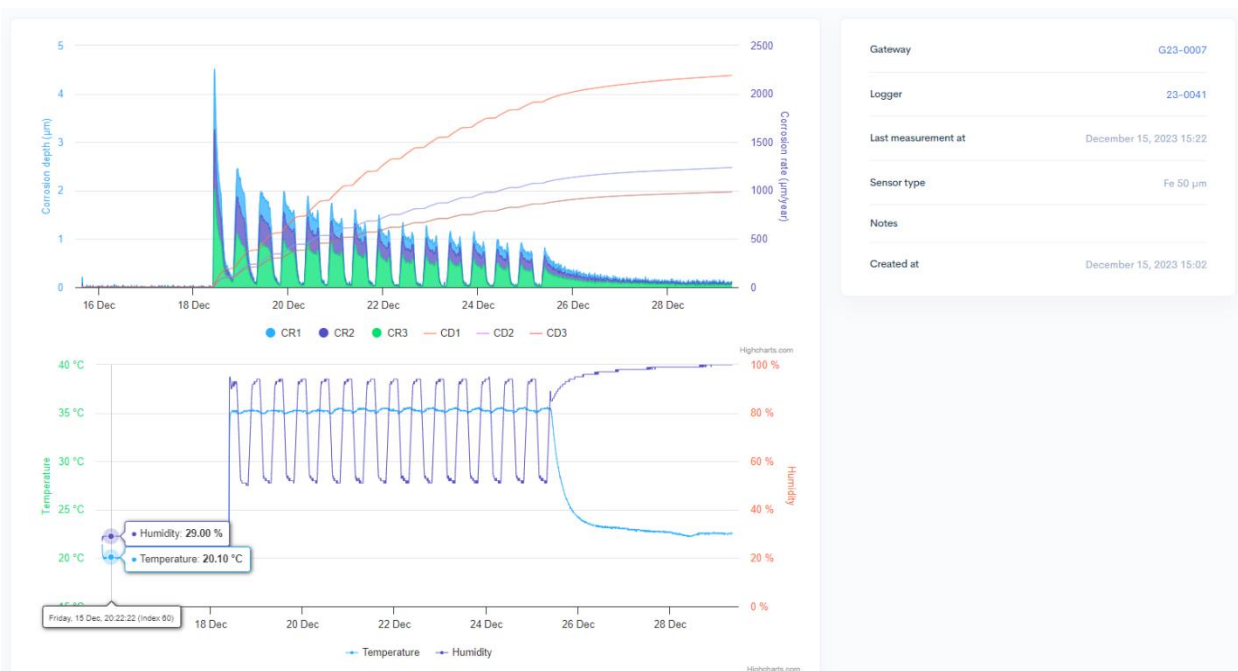 5
4
3
2
1
0
Corrosion depth (µm)
2500
2000
1500
1000
500
0
Corrosion rate (µm/year)
16 Dec 18 Dec 20 Dec 22 Dec 24 Dec 26 Dec 28 Dec
CR1 CR2 CR3 CD1 CD2 CD3
Highcharts.com
40 °C
35 °C
30 °C
25 °C
20 °C
Temperature
100 %
80 %
60 %
40 %
20 %
0 %
Humidity
Humidity: 29.00 %
Temperature: 20.10 °C
Friday, 15 Dec, 20:22:22 (Index 60)
18 Dec 20 Dec 22 Dec 24 Dec 26 Dec 28 Dec
Temperature Humidity
Highcharts.com
Gateway G23-0007
Logger 23-0041
Last measurement at December 15, 2023 15:22
Sensor type Fe 50 µm
Notes
Created at December 15, 2023 15:02